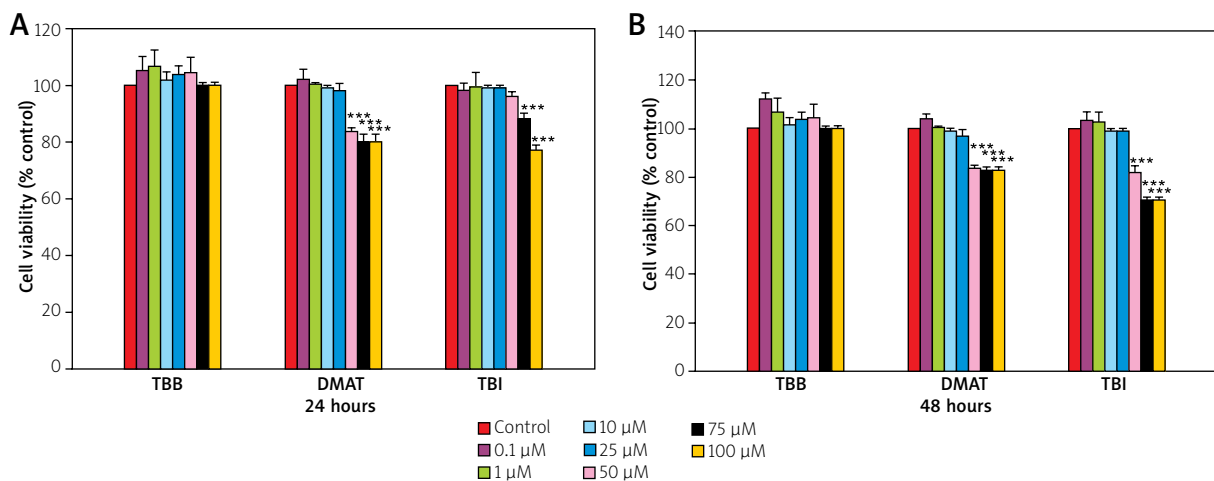 A
B
Cell viability (% control)
120
100
80
60
40
20
0
***
***
***
***
***
TBB
DMAT
TBI
24 hours
Cell viability (% control)
140
120
100
80
60
40
20
0
***
***
***
***
***
***
TBB
DMAT
TBI
48 hours
Control
0.1 µM
1 µM
10 µM
25 µM
50 µM
75 µM
100 µM